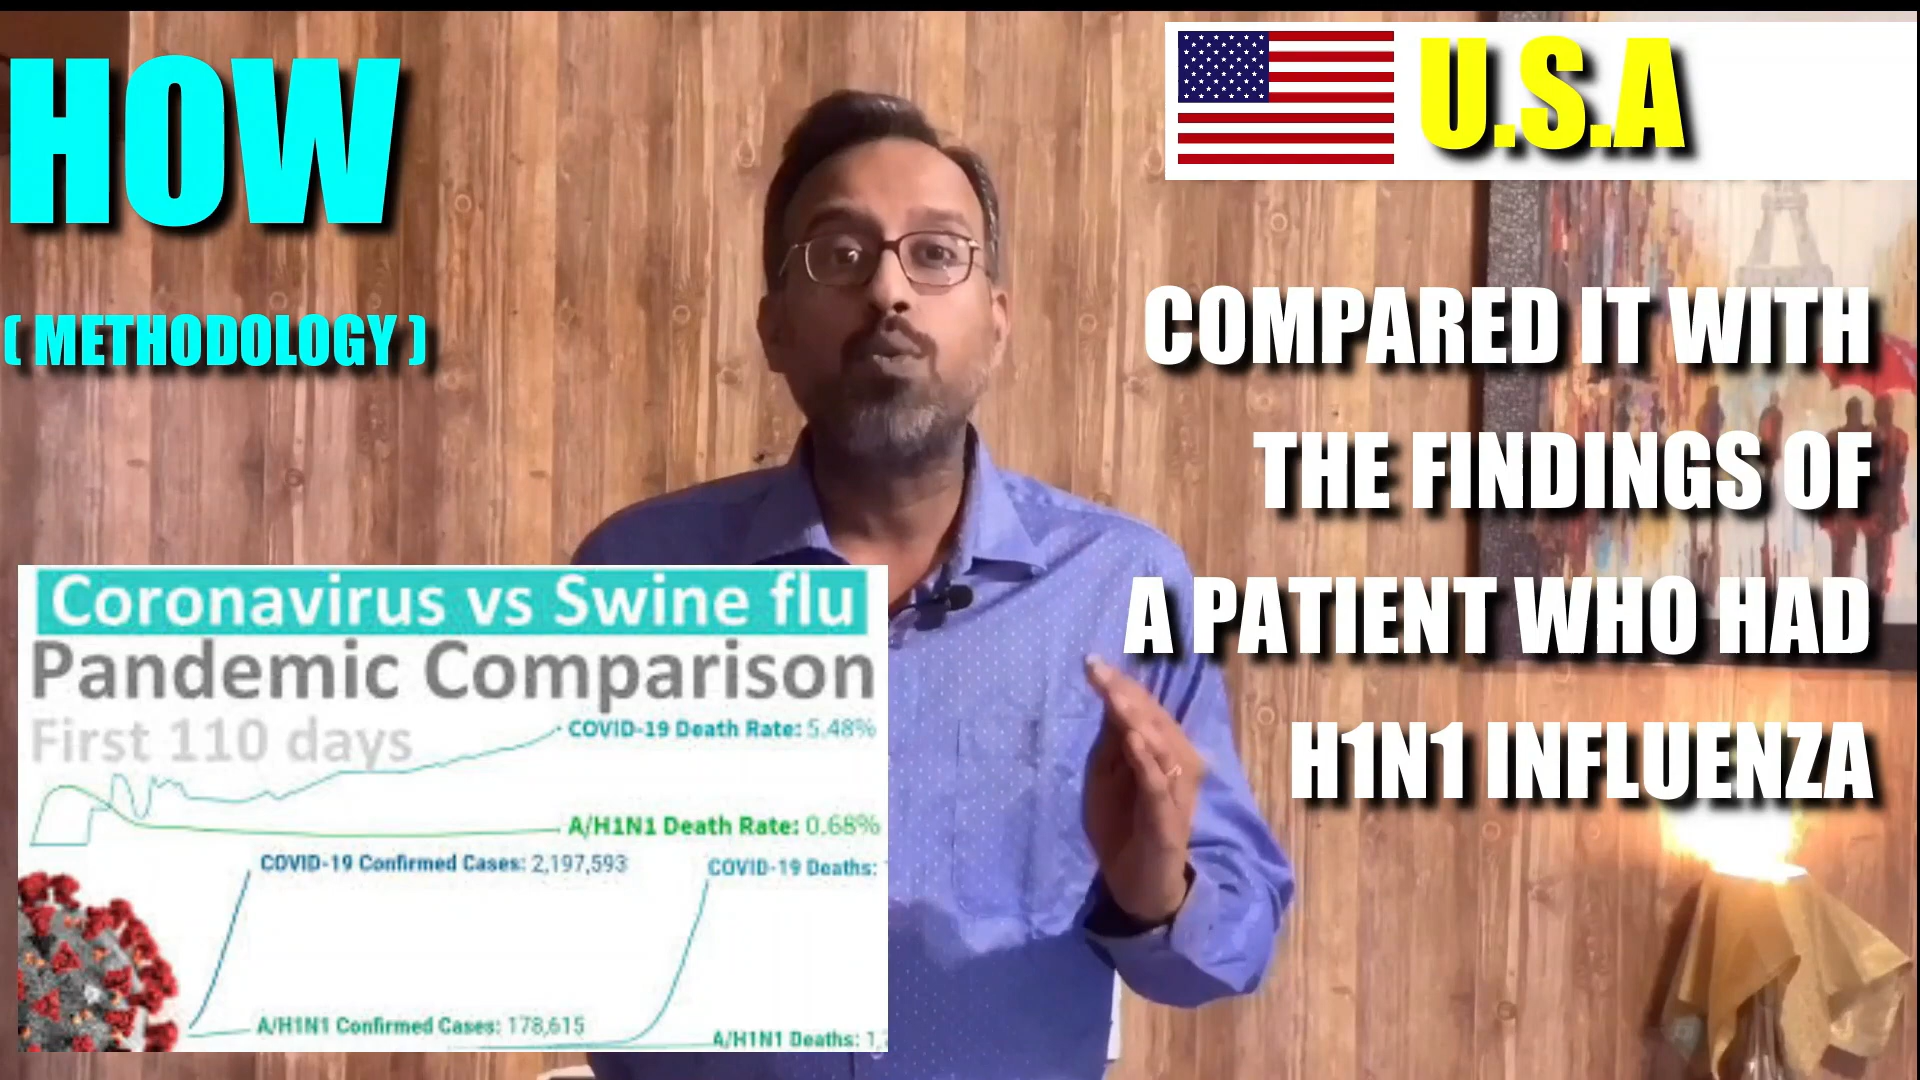 HOW
( METHODOLOGY )
U.S.A
COMPARED IT WITH
THE FINDINGS OF
A PATIENT WHO HAD
H1N1 INFLUENZA
Coronavirus vs Swine flu
Pandemic Comparison
First 110 days
COVID-19 Death Rate: 5.48%
A/H1N1 Death Rate: 0.68%
COVID-19 Confirmed Cases: 2,197,593
COVID-19 Deaths:
A/H1N1 Confirmed Cases: 178,615
A/H1N1 Deaths: 1,